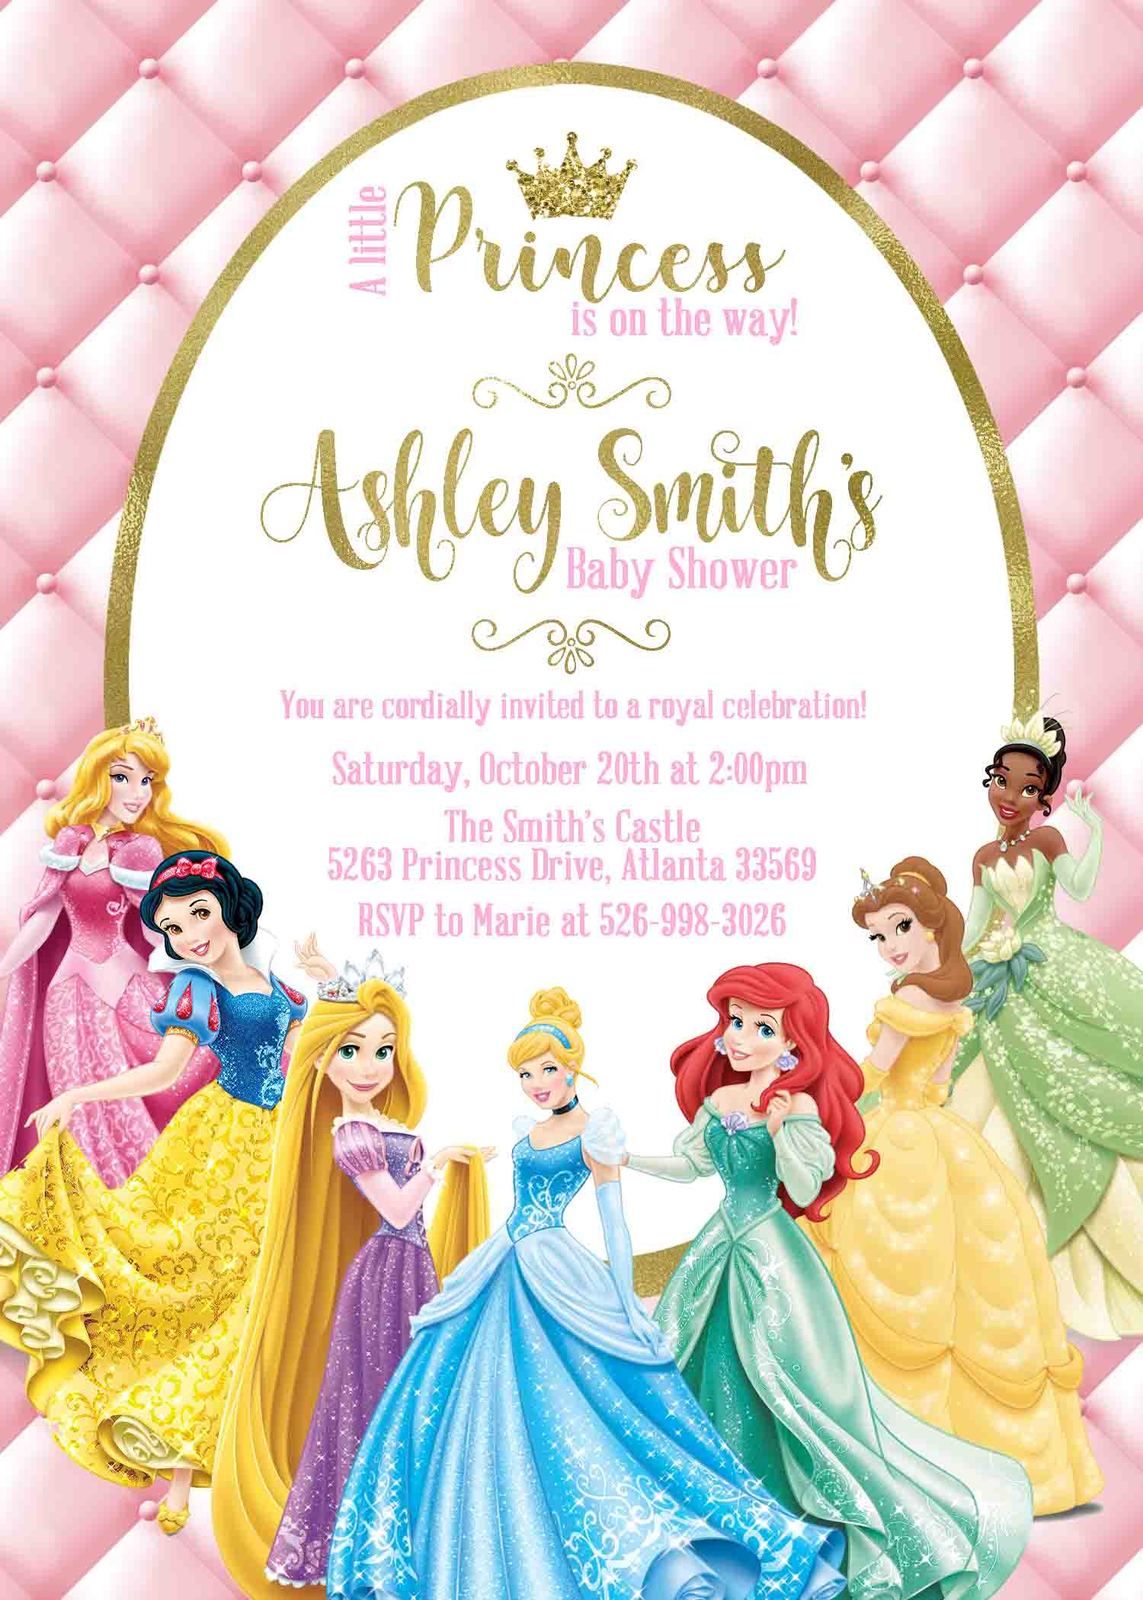 A little
Princess
is on the way!
Ashley Smith's
Baby Shower
You are cordially invited to a royal celebration!
Saturday, October 20th at 2:00pm
The Smith's Castle
5263 Princess Drive, Atlanta 33569
RSVP to Marie at 526-998-3026